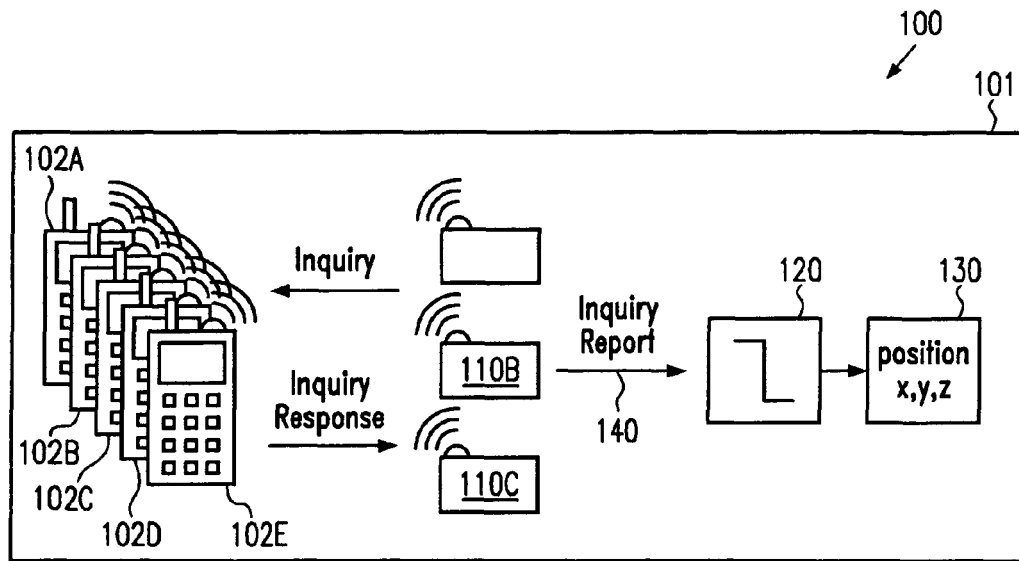 100
101
102A
Inquiry
120
130
Inquiry
Report
110B
position
x,y,z
Inquiry
Response
140
102B
102C
110C
102D
102E